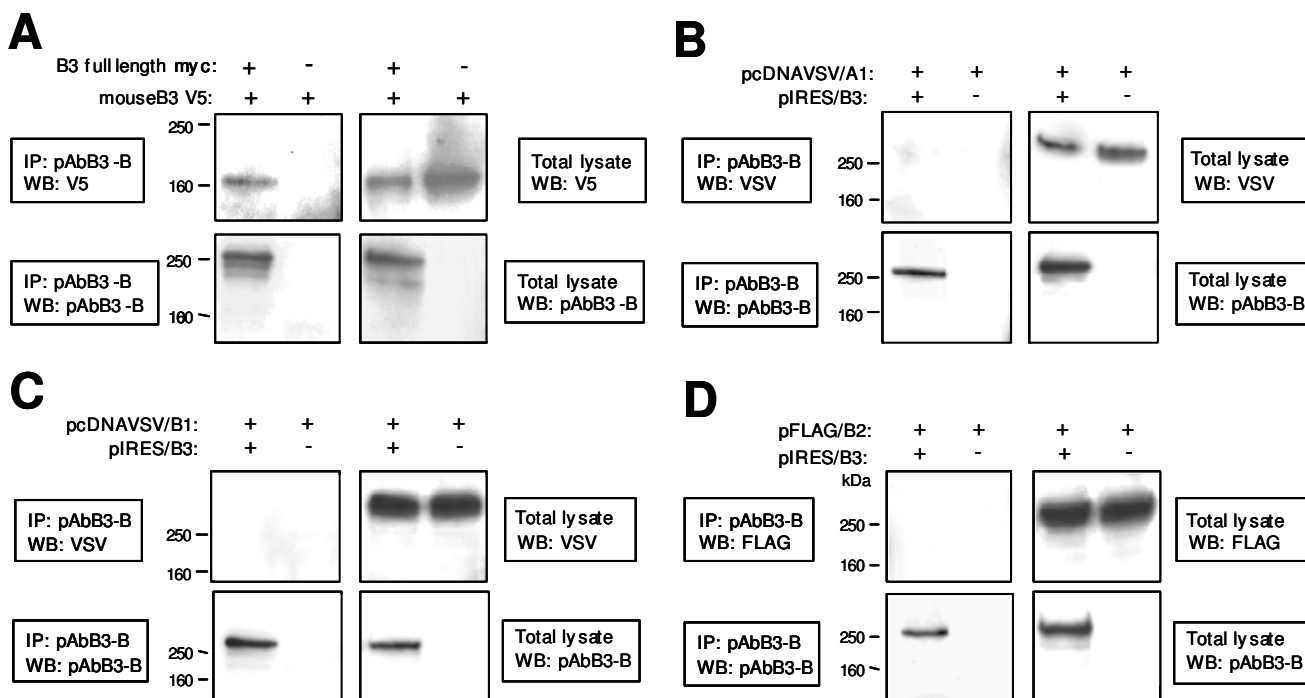 A
B3 full length myc: + - + -
mouseB3 V5: + + + +
IP: pAbB3 -B
WB: V5
250
160
Total lysate
WB: V5
IP: pAbB3 -B
WB: pAbB3 -B
250
160
Total lysate
WB: pAbB3 -B
B
pcDNAVSV/A1: + + + +
pIRES/B3: + - + -
IP: pAbB3-B
WB: VSV
250
160
Total lysate
WB: VSV
IP: pAbB3-B
WB: pAbB3-B
250
160
Total lysate
WB: pAbB3-B
C
pcDNAVSV/B1: + + + +
pIRES/B3: + - + -
IP: pAbB3-B
WB: VSV
250
160
Total lysate
WB: VSV
IP: pAbB3-B
WB: pAbB3-B
250
160
Total lysate
WB: pAbB3-B
D
pFLAG/B2: + + + +
pIRES/B3: + - + -
kDa
IP: pAbB3-B
WB: FLAG
250
160
Total lysate
WB: FLAG
IP: pAbB3-B
WB: pAbB3-B
250
160
Total lysate
WB: pAbB3-B